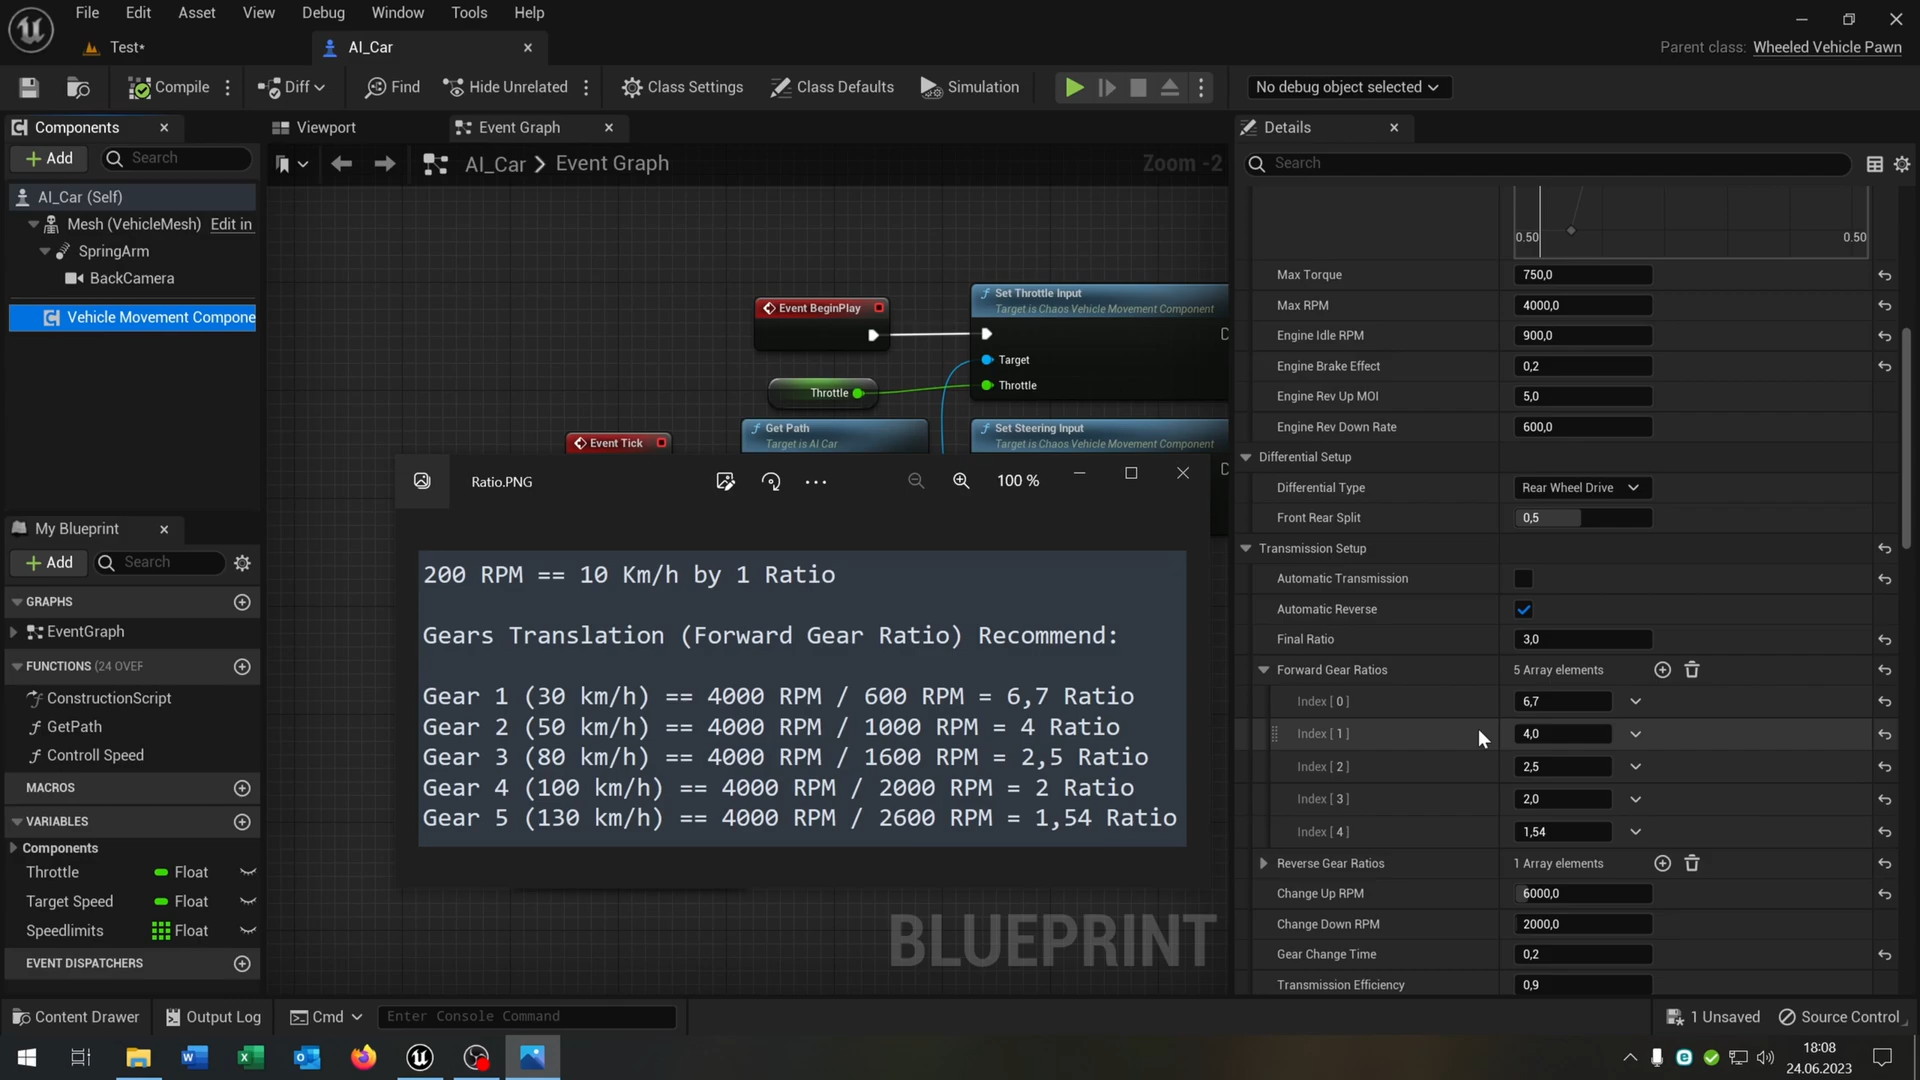 File Edit Asset View Debug Window Tools Help
Test* AI_Car
Parent class: Wheeled Vehicle Pawn
Compile Diff Find Hide Unrelated Class Settings Class Defaults Simulation No debug object selected
Components
Viewport Event Graph
Details
Add Search
AI_Car Event Graph
Zoom -2
Search
AI_Car (Self)
Mesh (VehicleMesh) Edit in
SpringArm
BackCamera
Vehicle Movement Compone
Event BeginPlay
Set Throttle Input
Target is Chaos Vehicle Movement Component
Target
Throttle
Throttle
Get Path
Target is AI Car
Set Steering Input
Target is Chaos Vehicle Movement Component
Event Tick
Ratio.PNG
100 %
200 RPM == 10 Km/h by 1 Ratio
Gears Translation (Forward Gear Ratio) Recommend:
Gear 1 (30 km/h) == 4000 RPM / 600 RPM = 6,7 Ratio
Gear 2 (50 km/h) == 4000 RPM / 1000 RPM = 4 Ratio
Gear 3 (80 km/h) == 4000 RPM / 1600 RPM = 2,5 Ratio
Gear 4 (100 km/h) == 4000 RPM / 2000 RPM = 2 Ratio
Gear 5 (130 km/h) == 4000 RPM / 2600 RPM = 1,54 Ratio
BLUEPRINT
My Blueprint
Add Search
GRAPHS
EventGraph
FUNCTIONS (24 OVER
ConstructionScript
GetPath
Controll Speed
MACROS
VARIABLES
Components
Throttle Float
Target Speed Float
Speedlimits Float
EVENT DISPATCHERS
0.50 0.50
Max Torque 750,0
Max RPM 4000,0
Engine Idle RPM 900,0
Engine Brake Effect 0,2
Engine Rev Up MOI 5,0
Engine Rev Down Rate 600,0
Differential Setup
Differential Type Rear Wheel Drive
Front Rear Split 0,5
Transmission Setup
Automatic Transmission
Automatic Reverse
Final Ratio 3,0
Forward Gear Ratios 5 Array elements
Index [ 0 ] 6,7
Index [ 1 ] 4,0
Index [ 2 ] 2,5
Index [ 3 ] 2,0
Index [ 4 ] 1,54
Reverse Gear Ratios 1 Array elements
Change Up RPM 6000,0
Change Down RPM 2000,0
Gear Change Time 0,2
Transmission Efficiency 0,9
Content Drawer Output Log Cmd Enter Console Command
1 Unsaved Source Control
18:08
24.06.2023